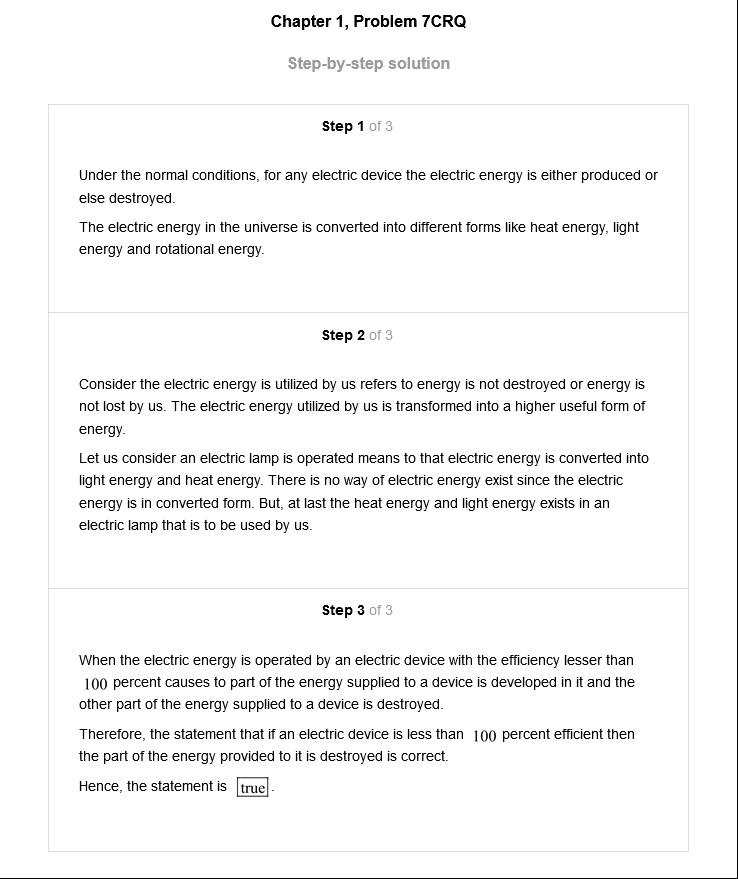 Chapter 1, Problem 7CRQ
Step-by-step solution
Step 1 of 3
Under the normal conditions, for any electric device the electric energy is either produced or
else destroyed.
The electric energy in the universe is converted into different forms like heat energy, light
energy and rotational energy.
Step 2 of 3
Consider the electric energy is utilized by us refers to energy is not destroyed or energy is
not lost by us. The electric energy utilized by us is transformed into a higher useful form of
energy.
Let us consider an electric lamp is operated means to that electric energy is converted into
light energy and heat energy. There is no way of electric energy exist since the electric
energy is in converted form. But, at last the heat energy and light energy exists in an
electric lamp that is to be used by us.
Step 3 of 3
When the electric energy is operated by an electric device with the efficiency lesser than
100 percent causes to part of the energy supplied to a device is developed in it and the
other part of the energy supplied to a device is destroyed.
Therefore, the statement that if an electric device is less than 100 percent efficient then
the part of the energy provided to it is destroyed is correct.
Hence, the statement is true.